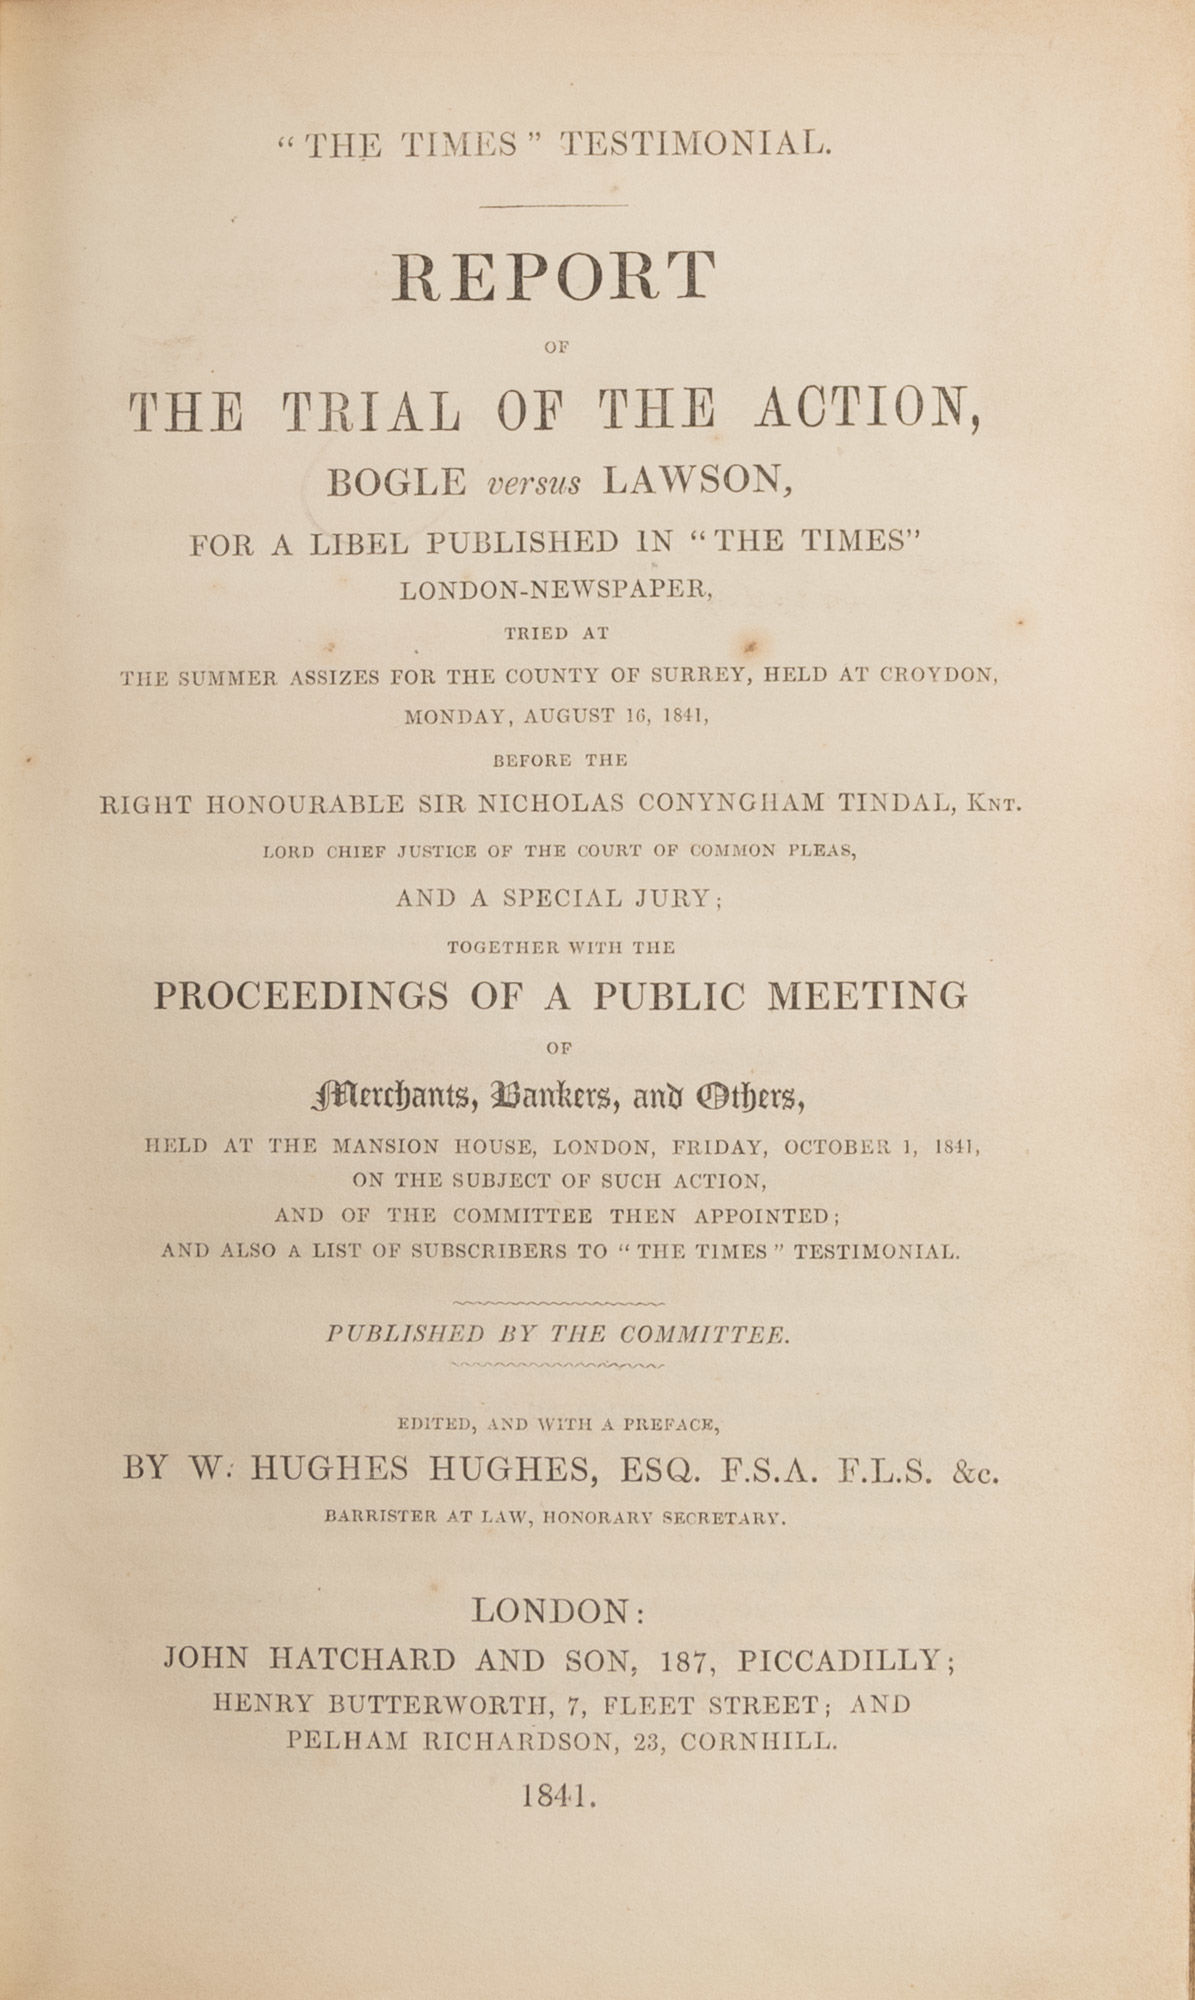 “THE TIMES” TESTIMONIAL.
REPORT
OF
THE TRIAL OF THE ACTION,
BOGLE versus LAWSON,
FOR A LIBEL PUBLISHED IN “THE TIMES”
LONDON-NEWSPAPER,
TRIED AT
THE SUMMER ASSIZES FOR THE COUNTY OF SURREY, HELD AT CROYDON,
MONDAY, AUGUST 16, 1841,
BEFORE THE
RIGHT HONOURABLE SIR NICHOLAS CONYNGHAM TINDAL, KNT.
LORD CHIEF JUSTICE OF THE COURT OF COMMON PLEAS,
AND A SPECIAL JURY;
TOGETHER WITH THE
PROCEEDINGS OF A PUBLIC MEETING
OF
Merchants, Bankers, and Others,
HELD AT THE MANSION HOUSE, LONDON, FRIDAY, OCTOBER 1, 1841,
ON THE SUBJECT OF SUCH ACTION,
AND OF THE COMMITTEE THEN APPOINTED;
AND ALSO A LIST OF SUBSCRIBERS TO “THE TIMES” TESTIMONIAL.
PUBLISHED BY THE COMMITTEE.
EDITED, AND WITH A PREFACE,
BY W. HUGHES HUGHES, ESQ. F.S.A. F.L.S. &c.
BARRISTER AT LAW, HONORARY SECRETARY.
LONDON:
JOHN HATCHARD AND SON, 187, PICCADILLY;
HENRY BUTTERWORTH, 7, FLEET STREET; AND
PELHAM RICHARDSON, 23, CORNHILL.
1841.